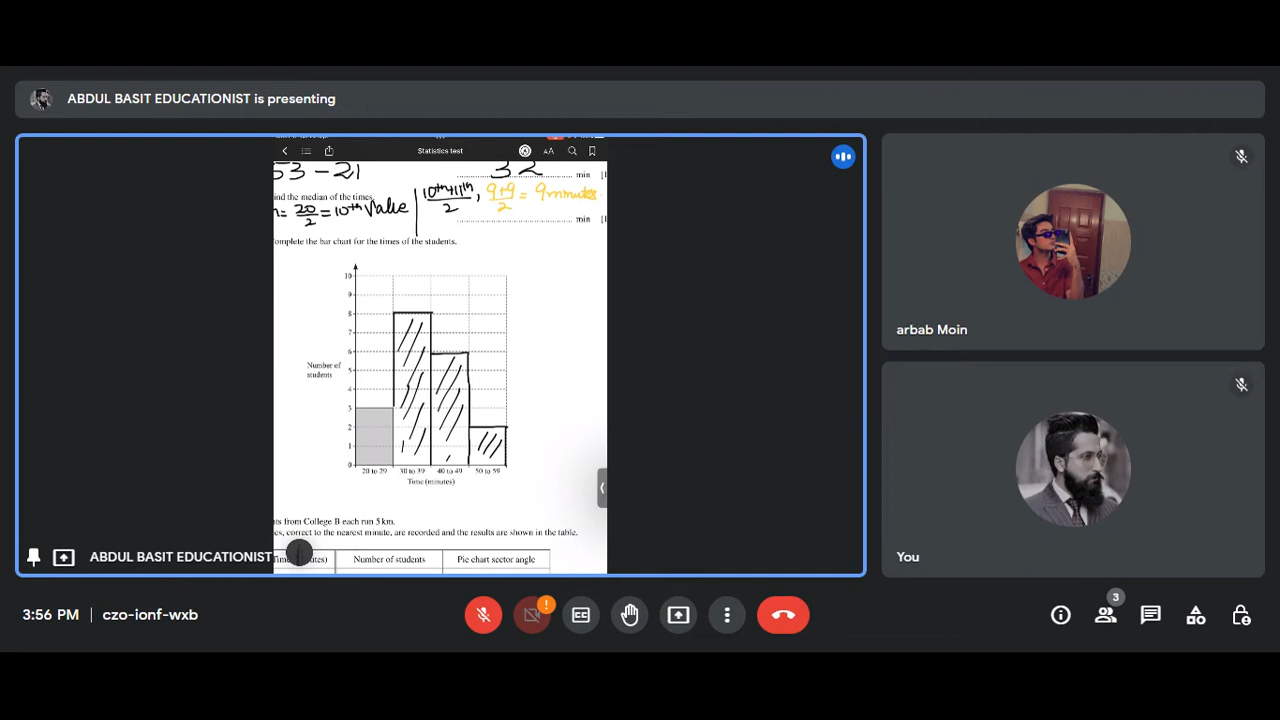 ABDUL BASIT EDUCATIONIST is presenting
Statistics test
AA
53 - 21
32
min
ind the median of the times.
= 20/2 = 10th Value
10th+11th/2, 9+9/2 = 9 minutes
min
omplete the bar chart for the times of the students.
10
9
8
7
6
5
4
3
2
1
0
Number of
students
20 to 29 30 to 39 40 to 49 50 to 59
Time (minutes)
nts from College B each run 5 km.
es, correct to the nearest minute, are recorded and the results are shown in the table.
Number of students Pie chart sector angle
ABDUL BASIT EDUCATIONIST
arbab Moin
You
3:56 PM | czo-ionf-wxb
3